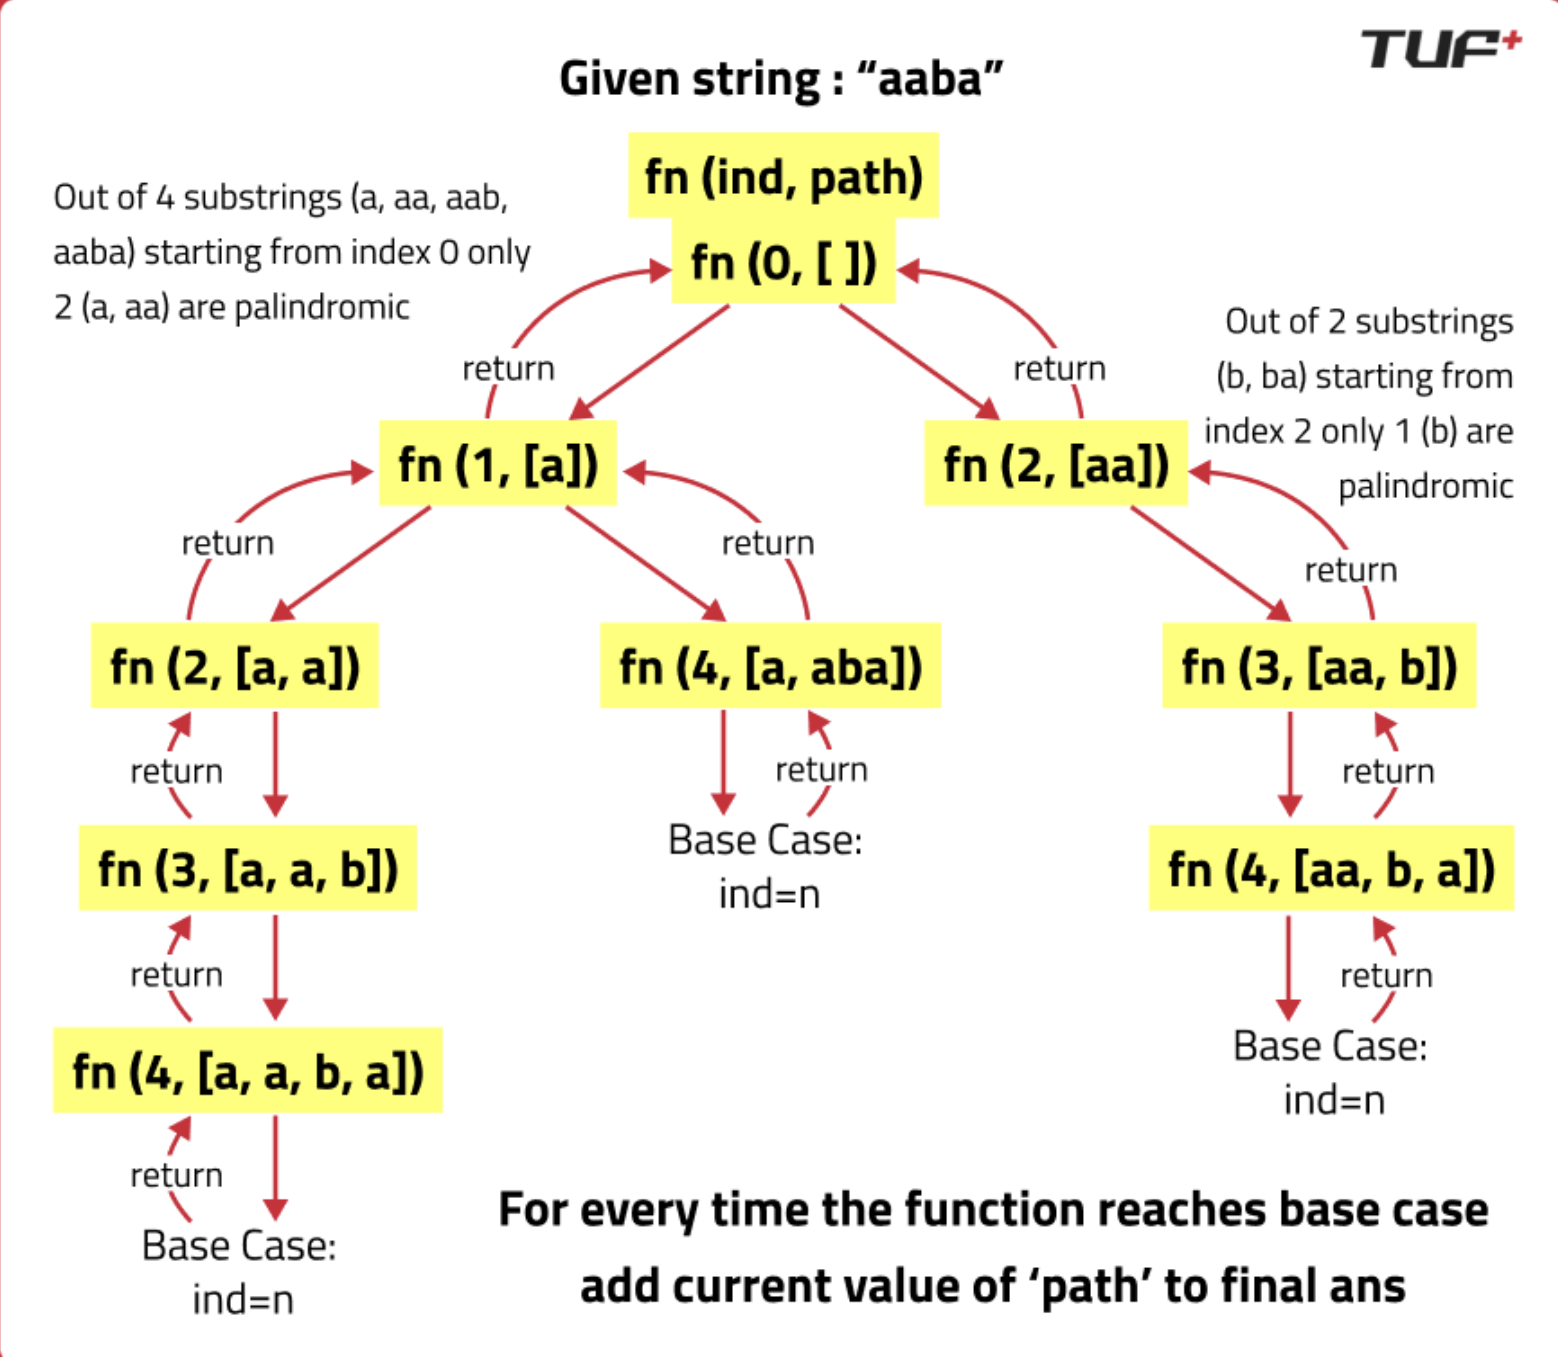 TUF+
Given string : “aaba”
fn (ind, path)
fn (0, [ ])
Out of 4 substrings (a, aa, aab,
aaba) starting from index 0 only
2 (a, aa) are palindromic
Out of 2 substrings
(b, ba) starting from
index 2 only 1 (b) are
palindromic
return
return
fn (1, [a])
fn (2, [aa])
return
return
return
fn (2, [a, a])
fn (4, [a, aba])
fn (3, [aa, b])
return
return
return
Base Case:
ind=n
fn (3, [a, a, b])
fn (4, [aa, b, a])
return
return
Base Case:
ind=n
fn (4, [a, a, b, a])
return
Base Case:
ind=n
For every time the function reaches base case
add current value of ‘path’ to final ans